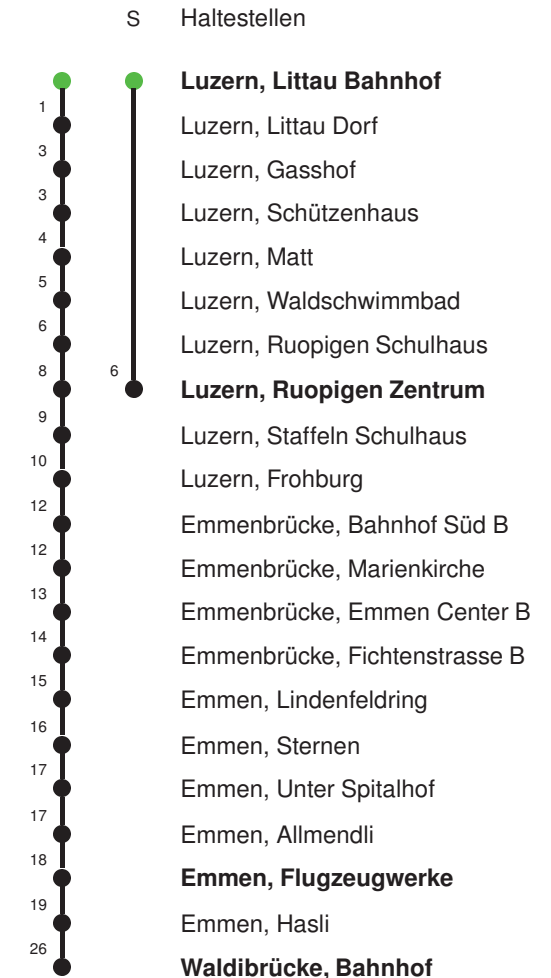 S Haltestellen
Luzern, Littau Bahnhof
1 Luzern, Littau Dorf
3 Luzern, Gasshof
3 Luzern, Schützenhaus
4 Luzern, Matt
5 Luzern, Waldschwimmbad
6 Luzern, Ruopigen Schulhaus
8 6 Luzern, Ruopigen Zentrum
9 Luzern, Staffeln Schulhaus
10 Luzern, Frohburg
12 Emmenbrücke, Bahnhof Süd B
12 Emmenbrücke, Marienkirche
13 Emmenbrücke, Emmen Center B
14 Emmenbrücke, Fichtenstrasse B
15 Emmen, Lindenfeldring
16 Emmen, Sternen
17 Emmen, Unter Spitalhof
17 Emmen, Allmendli
18 Emmen, Flugzeugwerke
19 Emmen, Hasli
26 Waldibrücke, Bahnhof